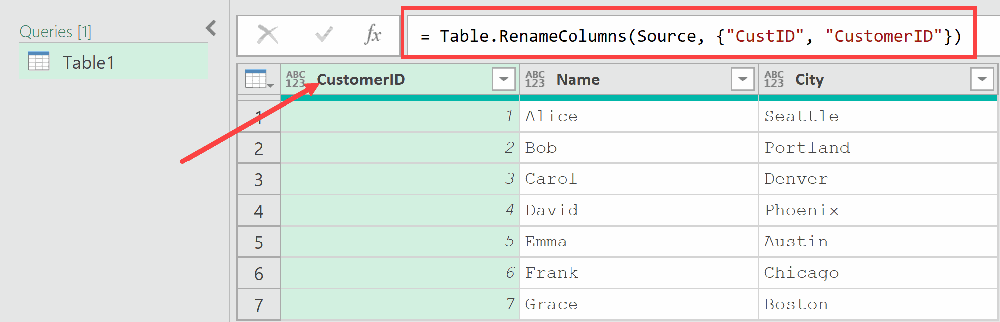 Queries [1]
Table1
fx
= Table.RenameColumns(Source, {"CustID", "CustomerID"})
ABC 123 CustomerID ABC 123 Name ABC 123 City
1 1 Alice Seattle
2 2 Bob Portland
3 3 Carol Denver
4 4 David Phoenix
5 5 Emma Austin
6 6 Frank Chicago
7 7 Grace Boston